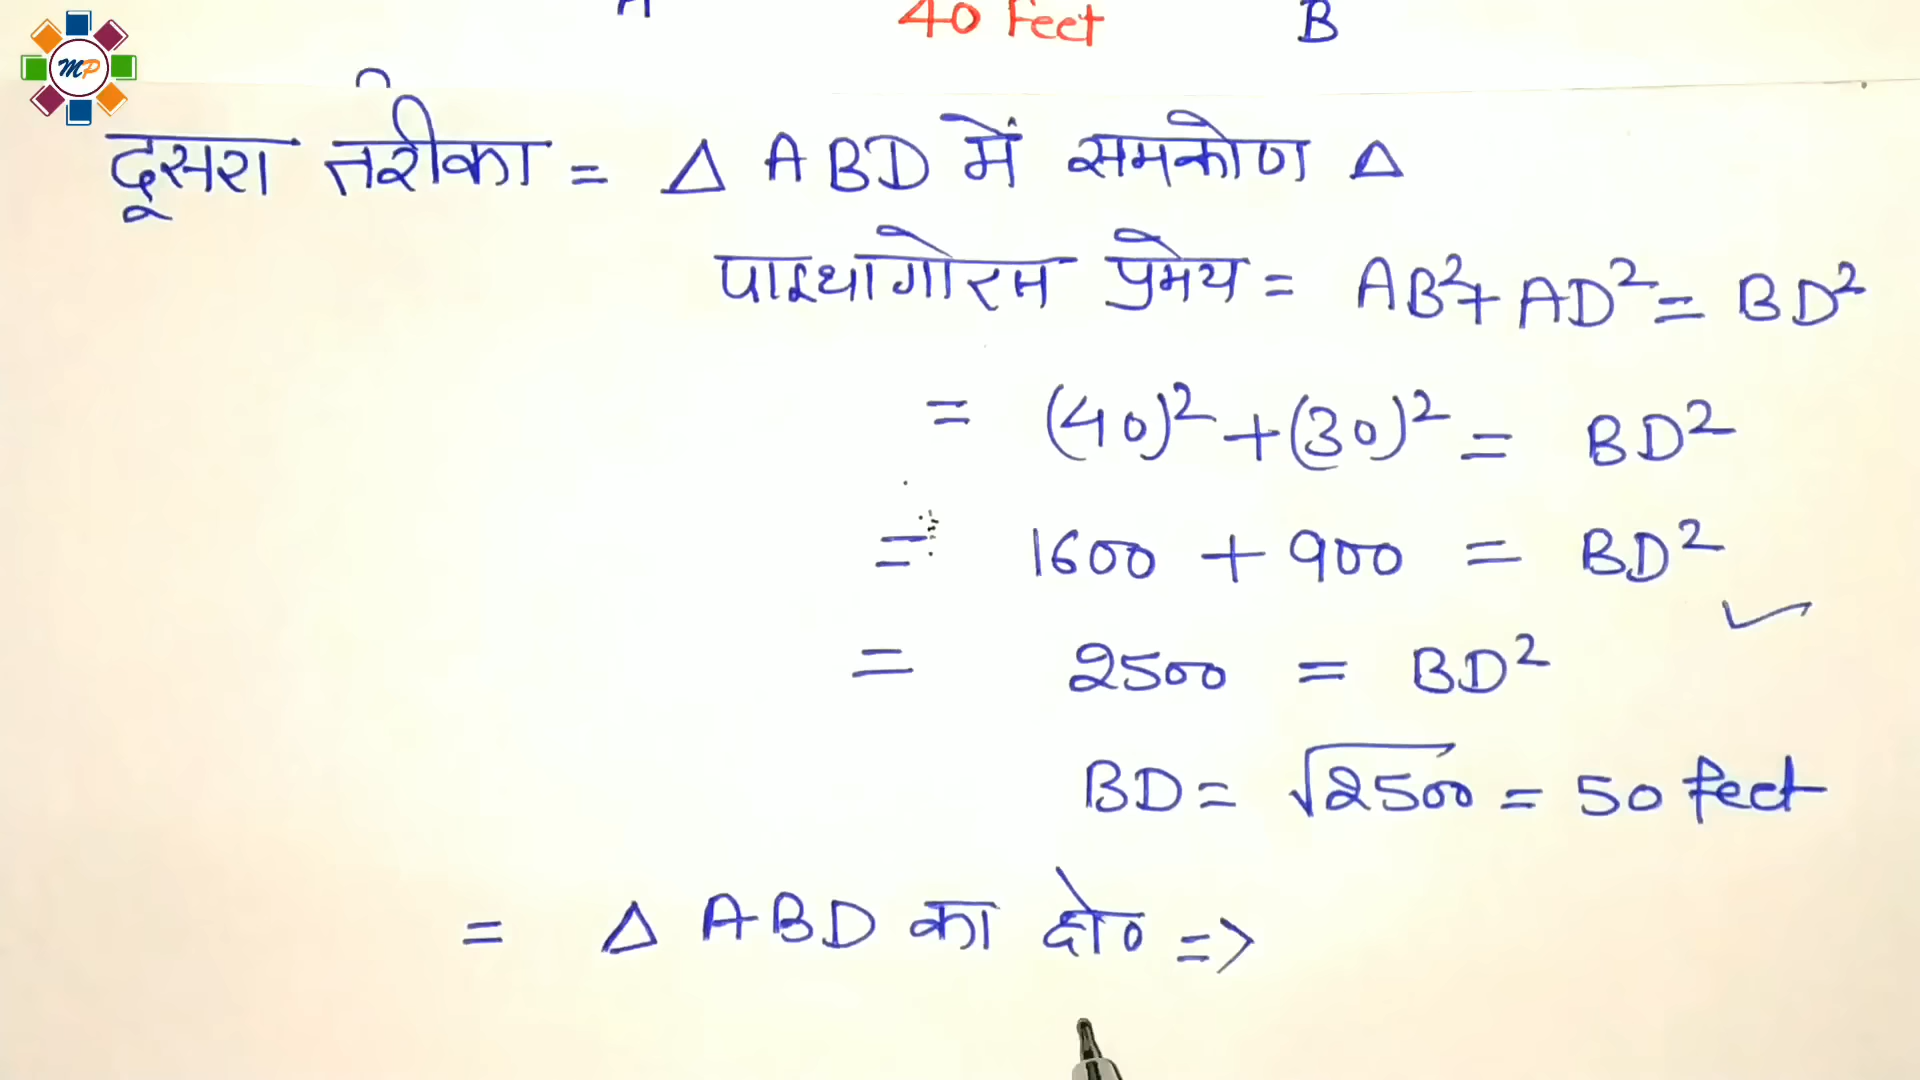 A 40 Feet B
MP
दूसरा तरीका = △ ABD में समकोण △
पाइथागोरस प्रमेय = AB²+ AD² = BD²
= (40)² + (30)² = BD²
= 1600 + 900 = BD²
= 2500 = BD²
BD = √2500 = 50 feet
= △ ABD का क्षे० =>